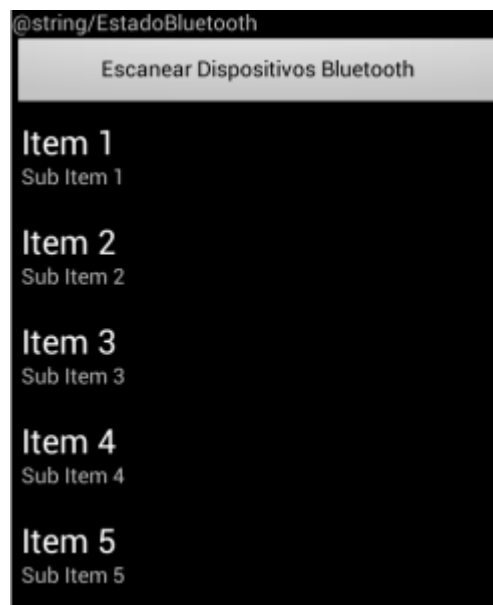 @string/EstadoBluetooth
Escanear Dispositivos Bluetooth
Item 1
Sub Item 1
Item 2
Sub Item 2
Item 3
Sub Item 3
Item 4
Sub Item 4
Item 5
Sub Item 5